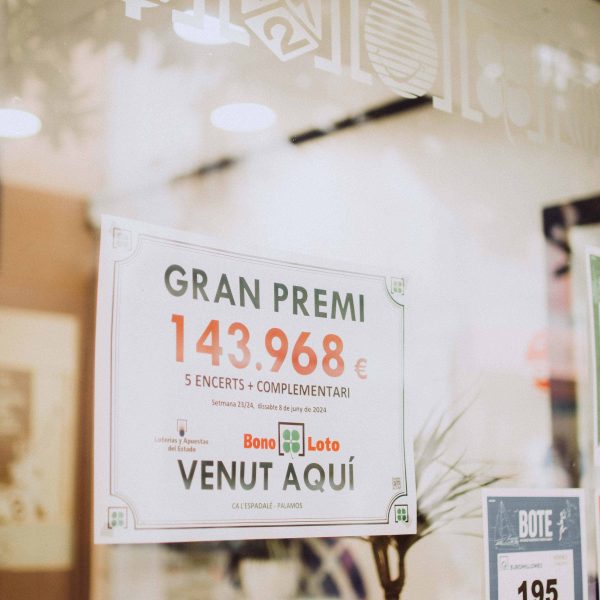 GRAN PREMI
143.968 €
5 ENCERTS + COMPLEMENTARI
Setmana 23/24, dissabte 8 de juny de 2024
Loterías y Apuestas
del Estado
Bono Loto
VENUT AQUÍ
CA L'ESPADALÉ - PALAMÓS
BOTE
EUROMILLONES
195